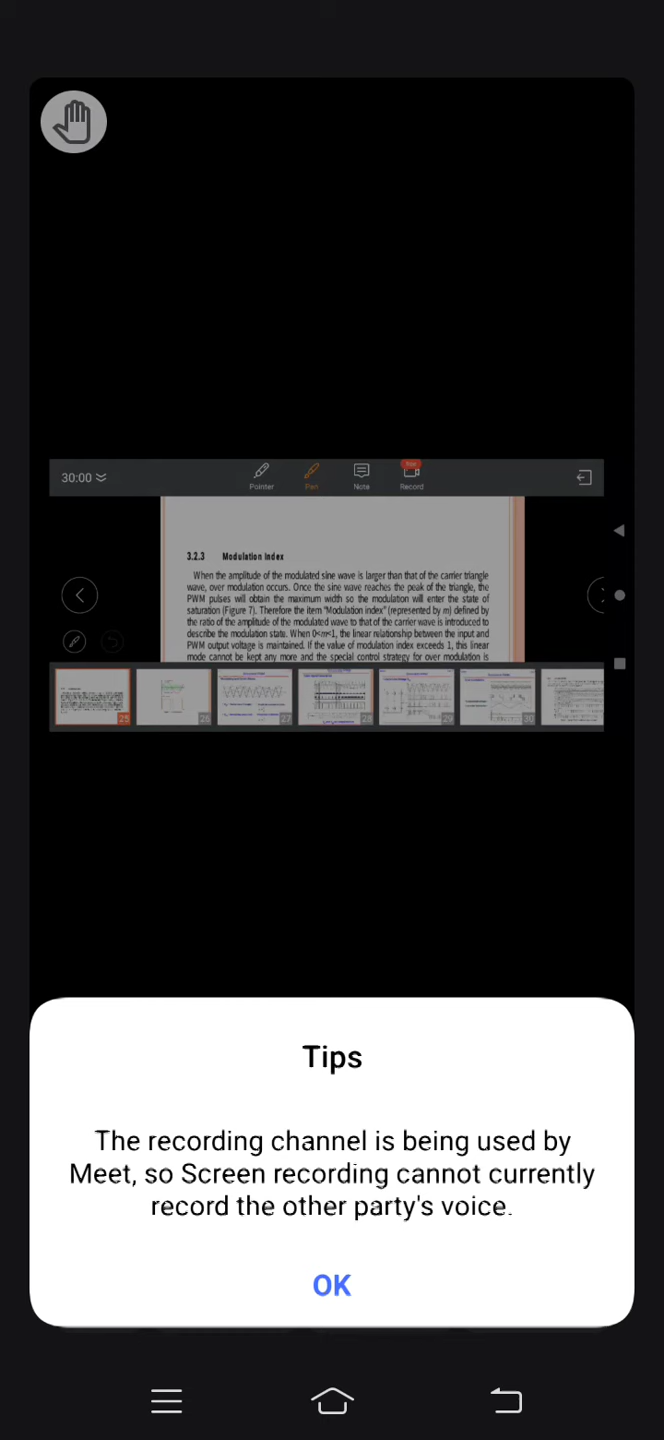 30:00
Pointer
Pen
Note
Record
3.2.3 Modulation Index
When the amplitude of the modulated sine wave is larger than that of the carrier triangle
wave, over modulation occurs. Once the sine wave reaches the peak of the triangle, the
PWM pulses will obtain the maximum width so the modulation will enter the state of
saturation (Figure 7). Therefore the item "Modulation index" (represented by m) defined by
the ratio of the amplitude of the modulated wave to that of the carrier wave is introduced to
describe the modulation state. When 0<m<1, the linear relationship between the input and
PWM output voltage is maintained. If the value of modulation index exceeds 1, this linear
mode cannot be kept any more and the special control strategy for over modulation is
25
26
27
28
29
30
Tips
The recording channel is being used by
Meet, so Screen recording cannot currently
record the other party's voice.
OK